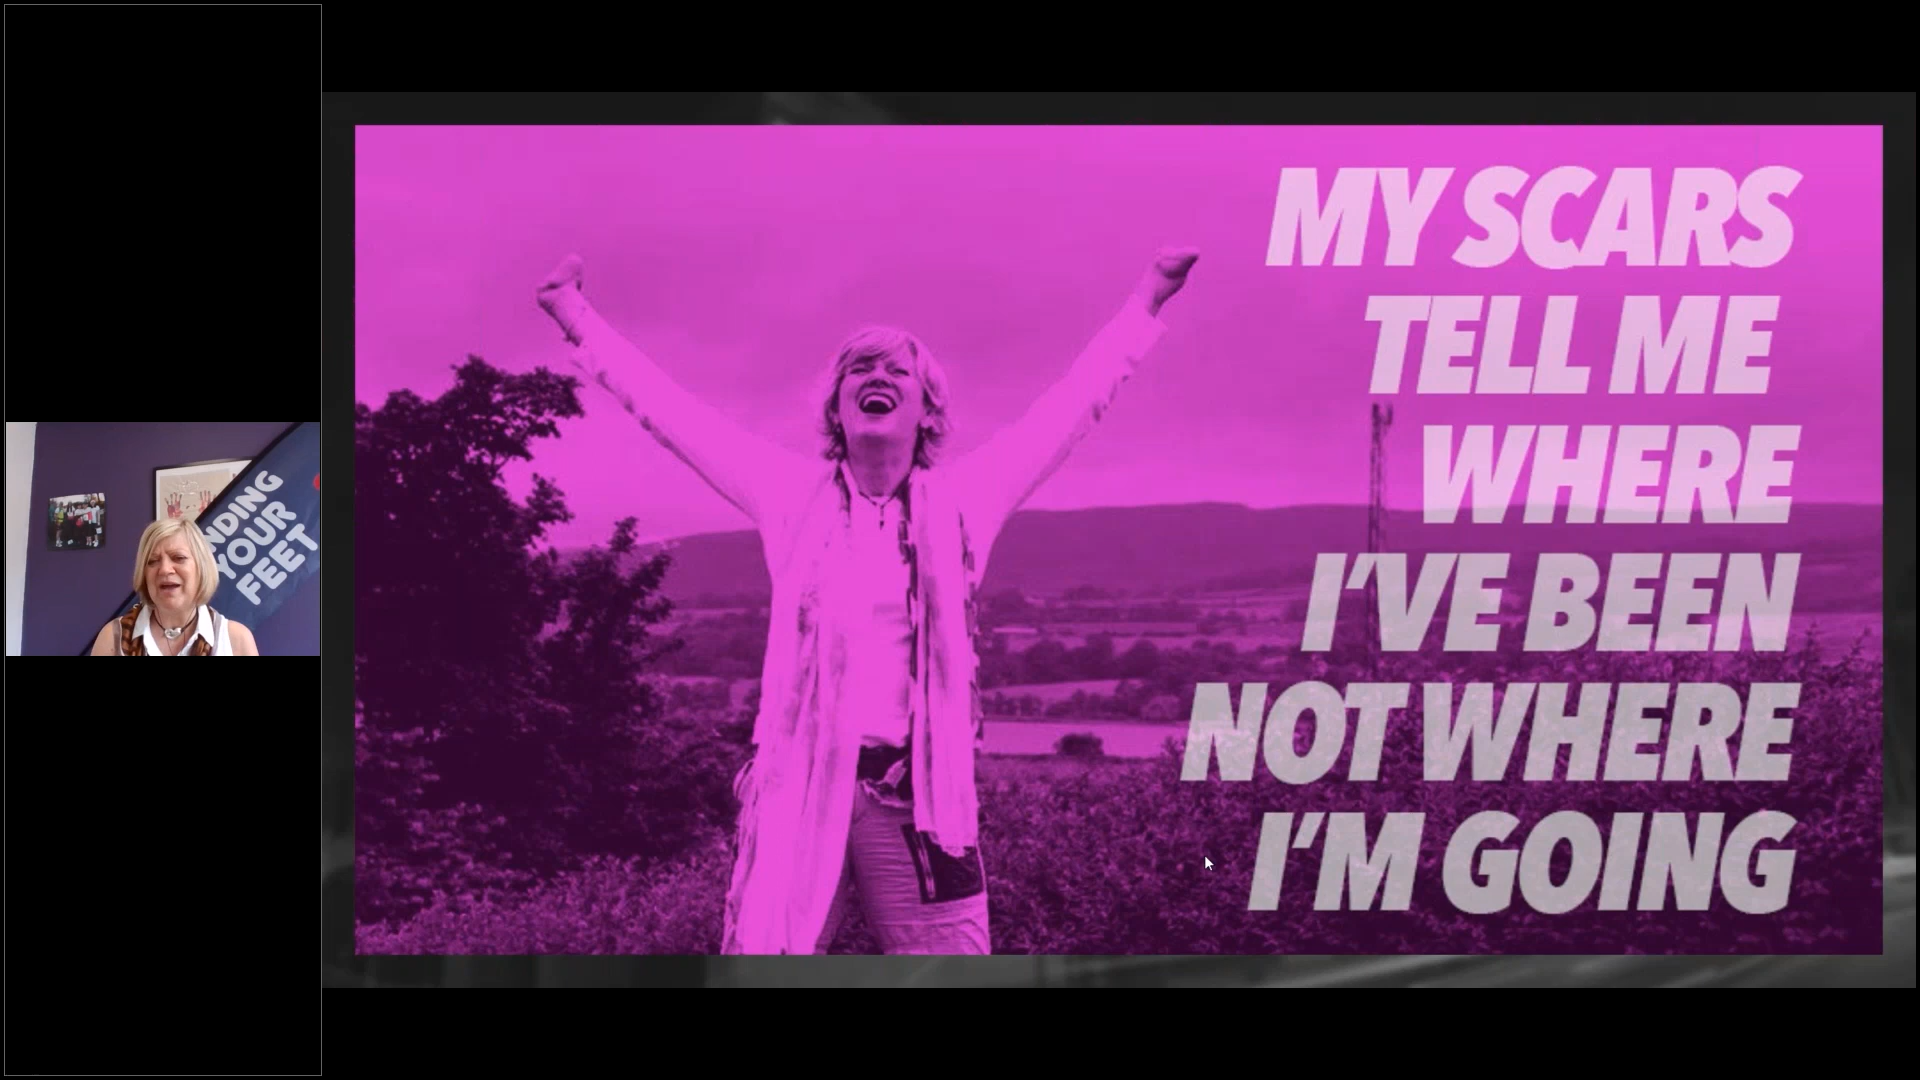 NDING
YOUR
FEET
MY SCARS
TELL ME
WHERE
I'VE BEEN
NOT WHERE
I'M GOING